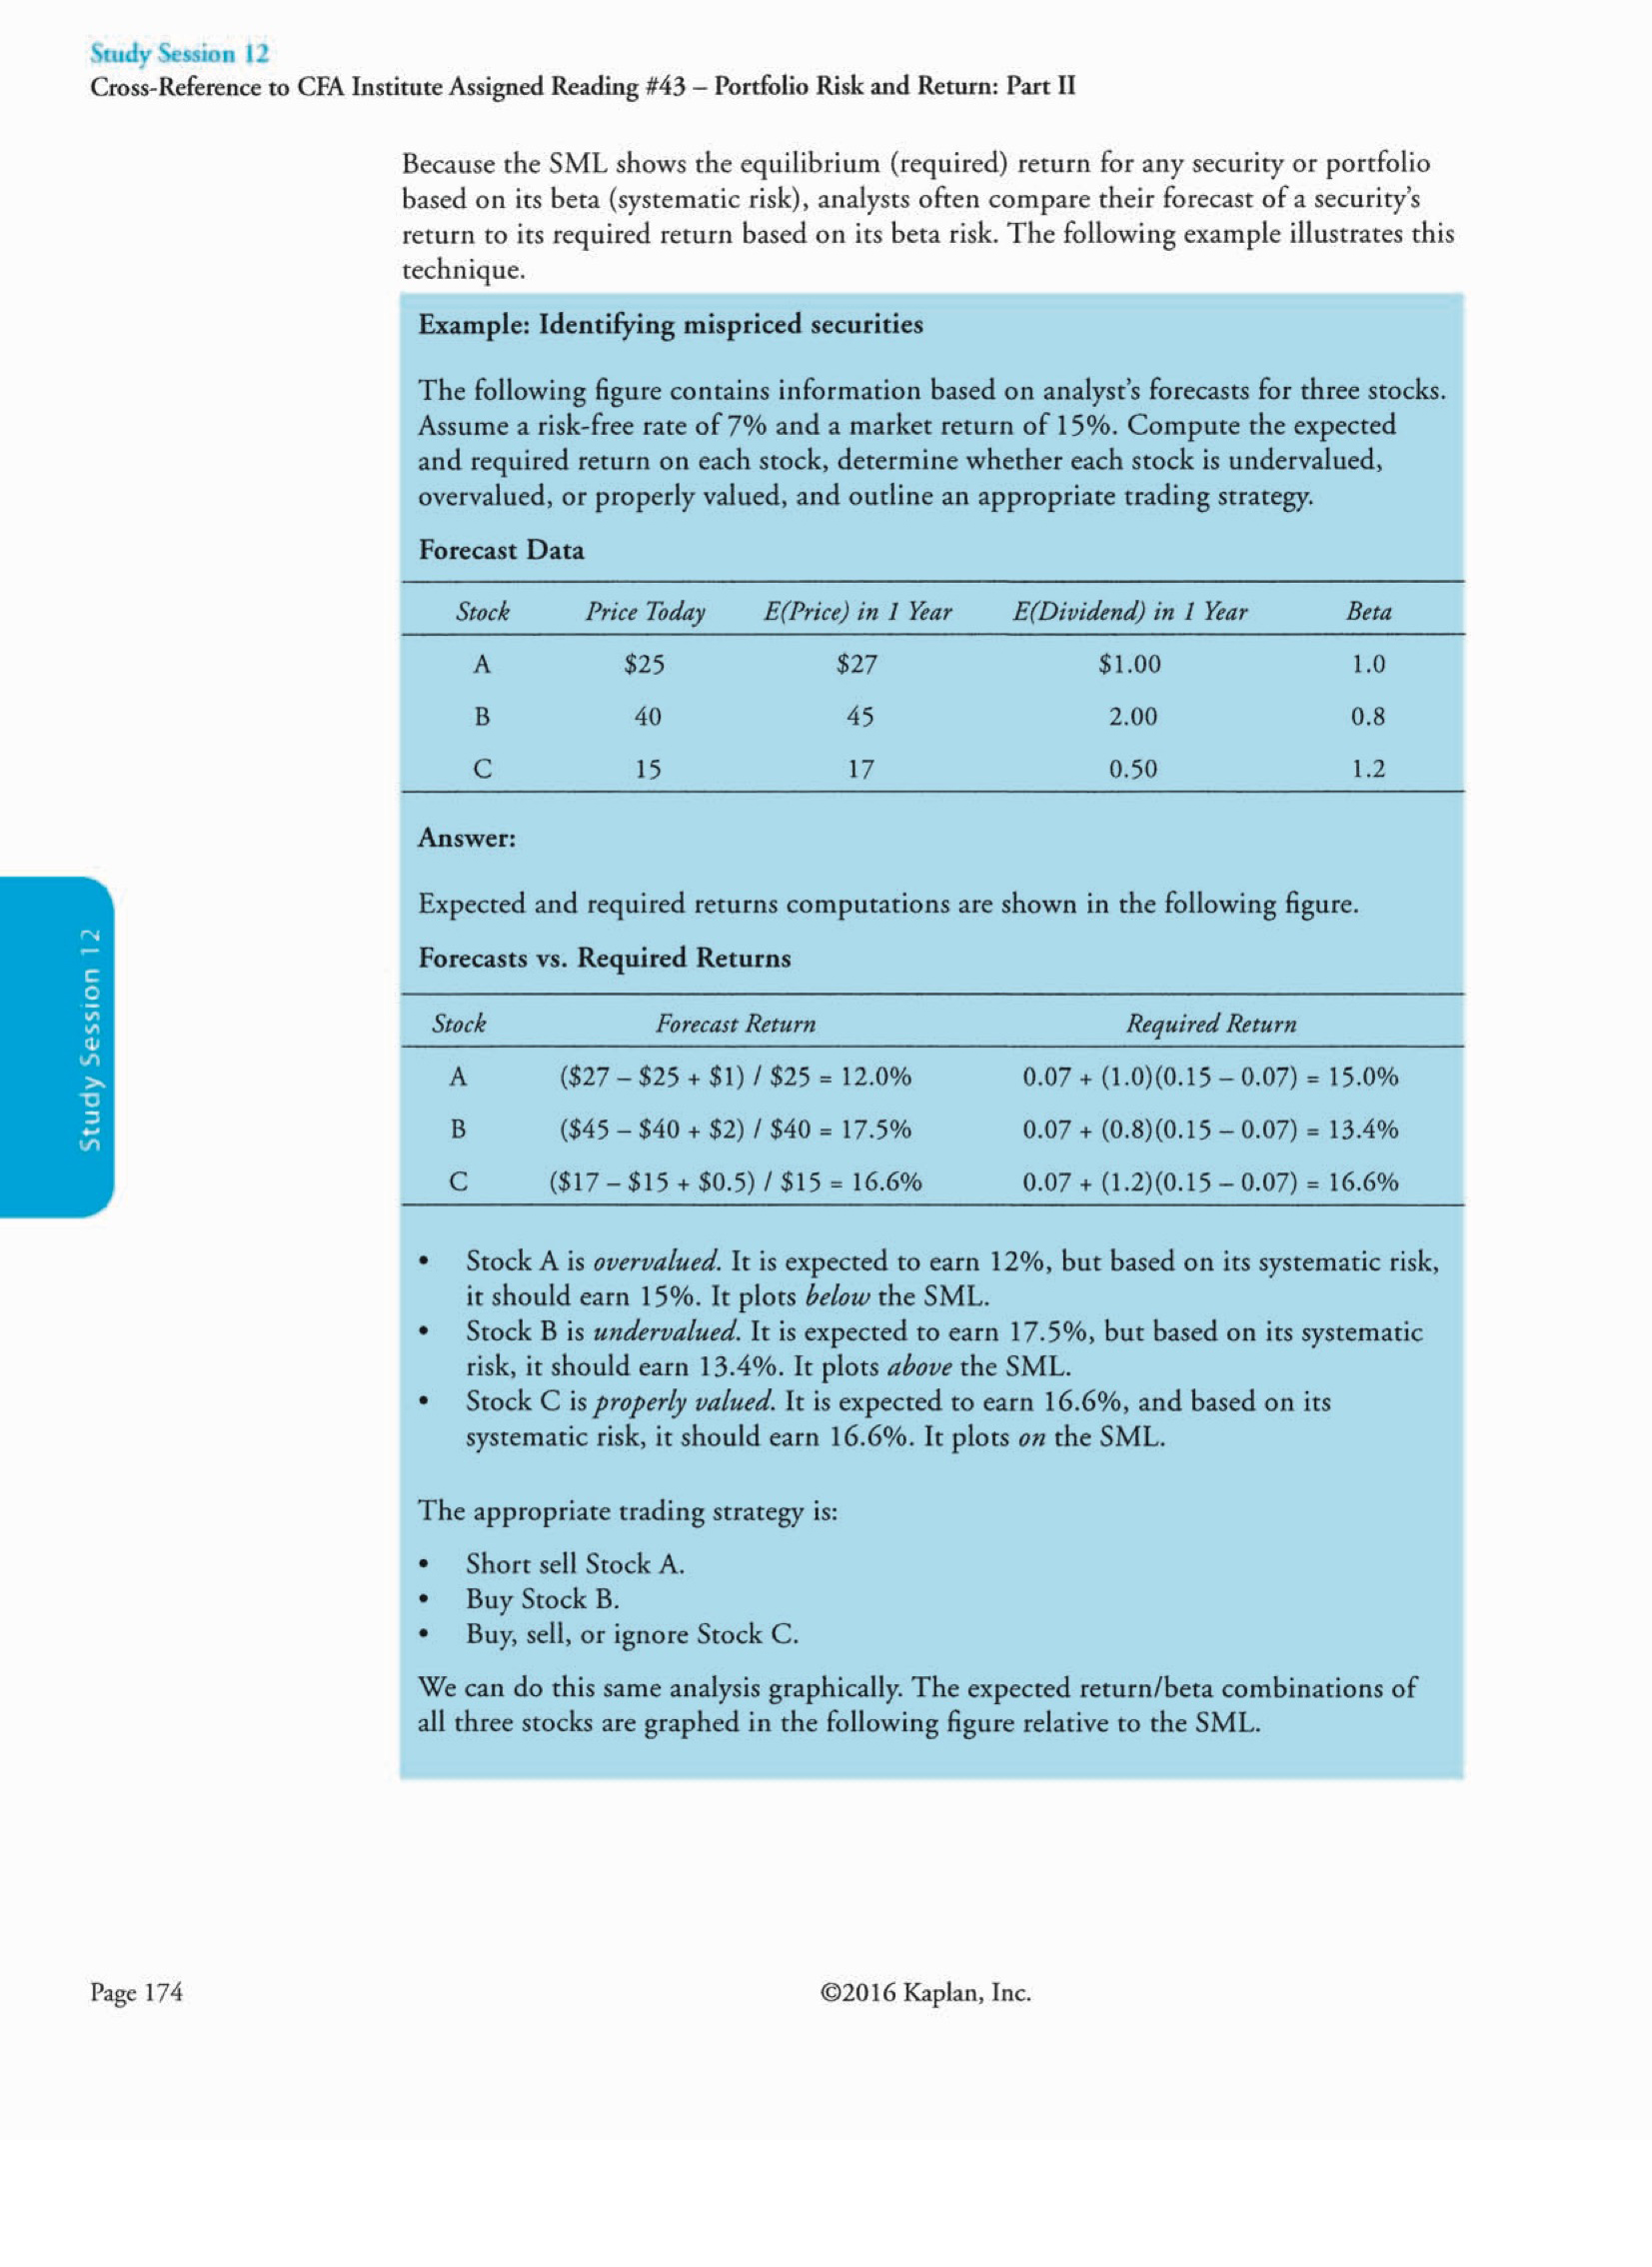 Study Session 12
Cross-Reference to CFA Institute Assigned Reading #43 – Portfolio Risk and Return: Part II
Because the SML shows the equilibrium (required) return for any security or portfolio
based on its beta (systematic risk), analysts often compare their forecast of a security's
return to its required return based on its beta risk. The following example illustrates this
technique.
Example: Identifying mispriced securities
The following figure contains information based on analyst's forecasts for three stocks.
Assume a risk-free rate of 7% and a market return of 15%. Compute the expected
and required return on each stock, determine whether each stock is undervalued,
overvalued, or properly valued, and outline an appropriate trading strategy.
Forecast Data
Stock Price Today E(Price) in 1 Year E(Dividend) in 1 Year Beta
A $25 $27 $1.00 1.0
B 40 45 2.00 0.8
C 15 17 0.50 1.2
Answer:
Expected and required returns computations are shown in the following figure.
Forecasts vs. Required Returns
Stock Forecast Return Required Return
A ($27 – $25 + $1) / $25 = 12.0% 0.07 + (1.0)(0.15 – 0.07) = 15.0%
B ($45 – $40 + $2) / $40 = 17.5% 0.07 + (0.8)(0.15 – 0.07) = 13.4%
C ($17 – $15 + $0.5) / $15 = 16.6% 0.07 + (1.2)(0.15 – 0.07) = 16.6%
• Stock A is overvalued. It is expected to earn 12%, but based on its systematic risk,
it should earn 15%. It plots below the SML.
• Stock B is undervalued. It is expected to earn 17.5%, but based on its systematic
risk, it should earn 13.4%. It plots above the SML.
• Stock C is properly valued. It is expected to earn 16.6%, and based on its
systematic risk, it should earn 16.6%. It plots on the SML.
The appropriate trading strategy is:
• Short sell Stock A.
• Buy Stock B.
• Buy, sell, or ignore Stock C.
We can do this same analysis graphically. The expected return/beta combinations of
all three stocks are graphed in the following figure relative to the SML.
Study Session 12
Page 174 ©2016 Kaplan, Inc.